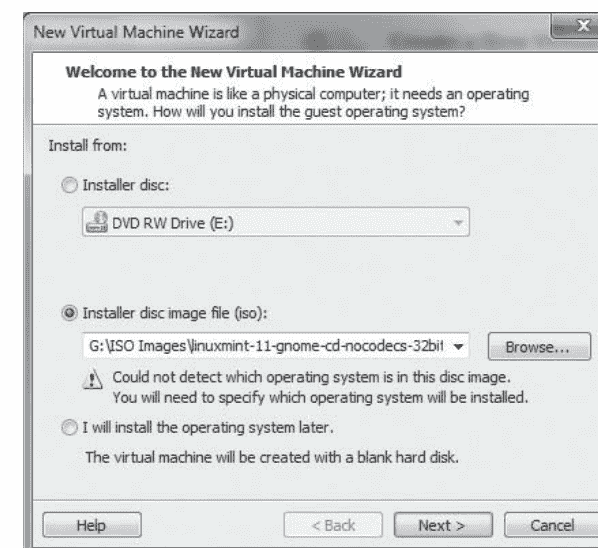 New Virtual Machine Wizard
Welcome to the New Virtual Machine Wizard
A virtual machine is like a physical computer; it needs an operating
system. How will you install the guest operating system?
Install from:
Installer disc:
DVD RW Drive (E:)
Installer disc image file (iso):
G:\ISO Images\linuxmint-11-gnome-cd-nocodecs-32bit
Browse...
Could not detect which operating system is in this disc image.
You will need to specify which operating system will be installed.
I will install the operating system later.
The virtual machine will be created with a blank hard disk.
Help
< Back
Next >
Cancel